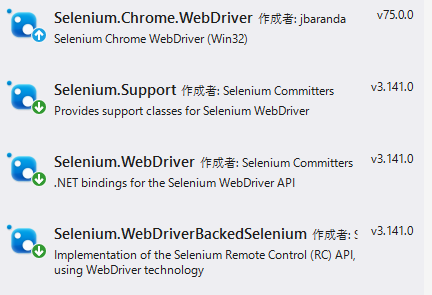 Selenium.Chrome.WebDriver 作成者: jbaranda v75.0.0
Selenium Chrome WebDriver (Win32)
Selenium.Support 作成者: Selenium Committers v3.141.0
Provides support classes for Selenium WebDriver
Selenium.WebDriver 作成者: Selenium Committers v3.141.0
.NET bindings for the Selenium WebDriver API
Selenium.WebDriverBackedSelenium 作成者: v3.141.0
Implementation of the Selenium Remote Control (RC) API,
using WebDriver technology